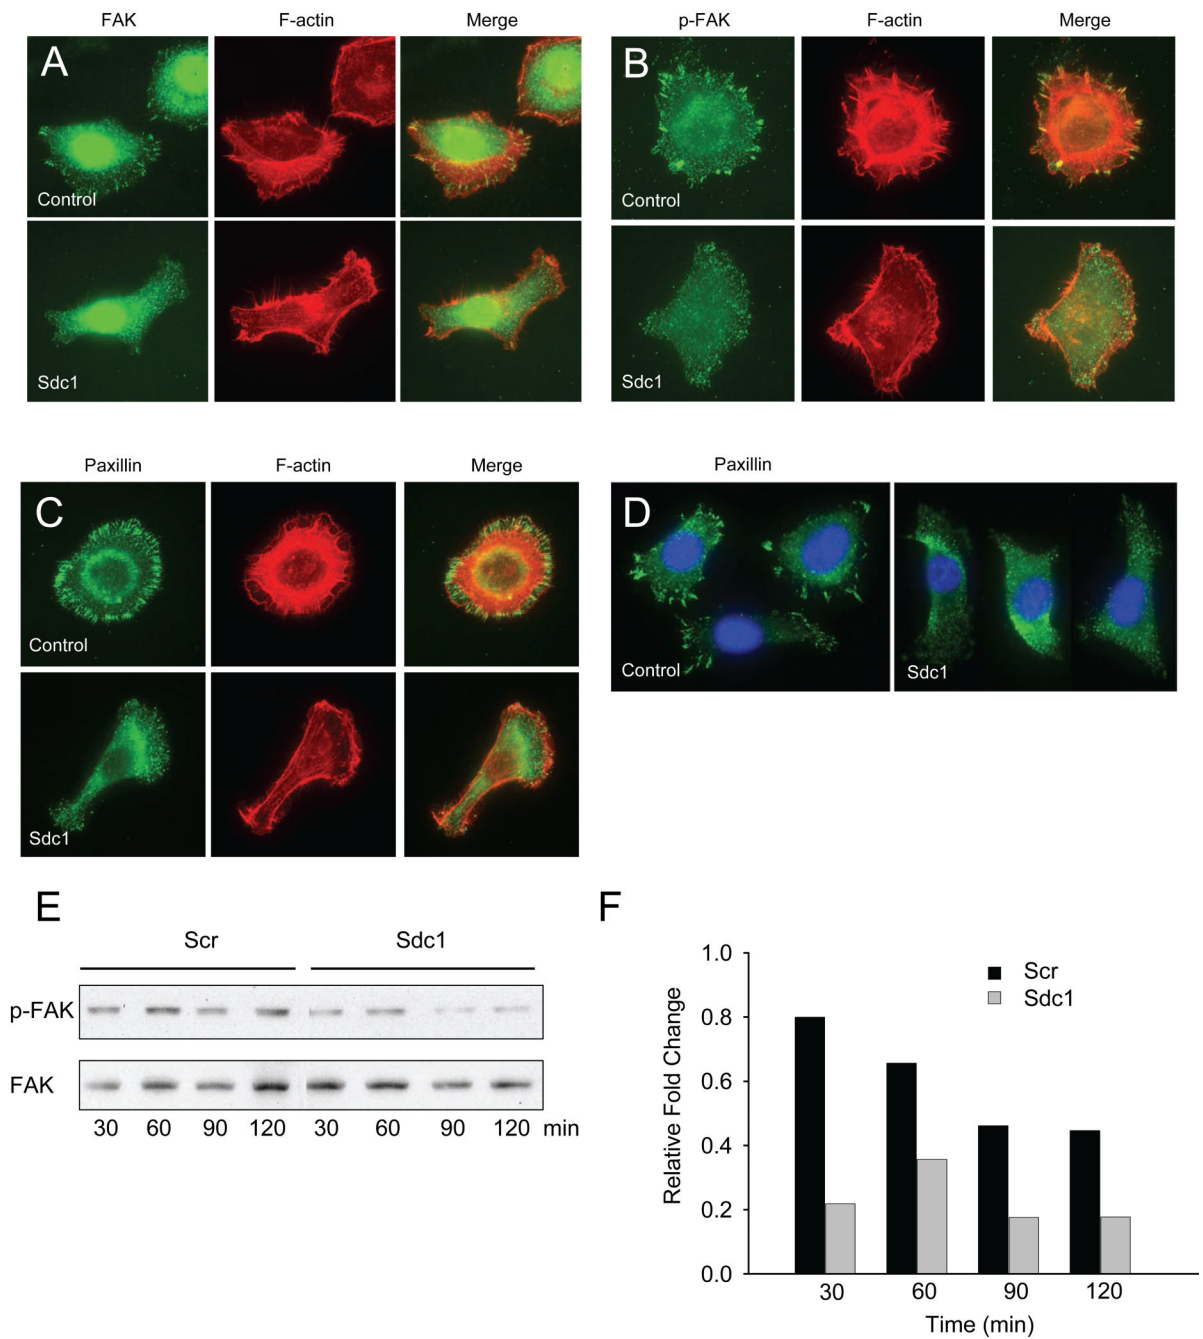 FAK F-actin Merge
A
Control
Sdc1
p-FAK F-actin Merge
B
Control
Sdc1
Paxillin F-actin Merge
C
Control
Sdc1
Paxillin
D
Control
Sdc1
E
Scr Sdc1
p-FAK
FAK
30 60 90 120 30 60 90 120 min
F
Relative Fold Change
1.0
0.8
0.6
0.4
0.2
0.0
Scr
Sdc1
30 60 90 120
Time (min)